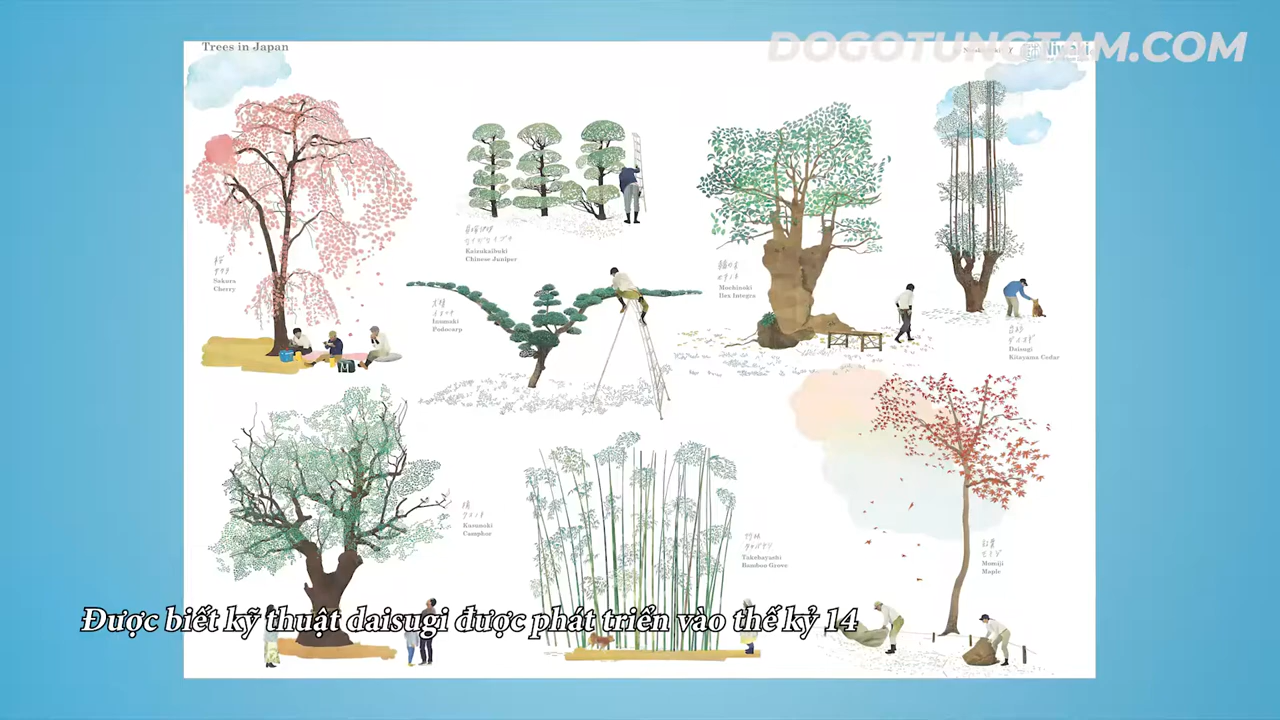 Trees in Japan
DOGOTUNGTAM.COM
Niwaki
Sakura
Cherry
Kaizukaibuki
Chinese Juniper
Inumaki
Podocarp
Mochinoki
Ilex Integra
Daisugi
Kitayama Cedar
Kusunoki
Camphor
Takebayashi
Bamboo Grove
Momiji
Maple
Được biết kỹ thuật daisugi được phát triển vào thế kỷ 14